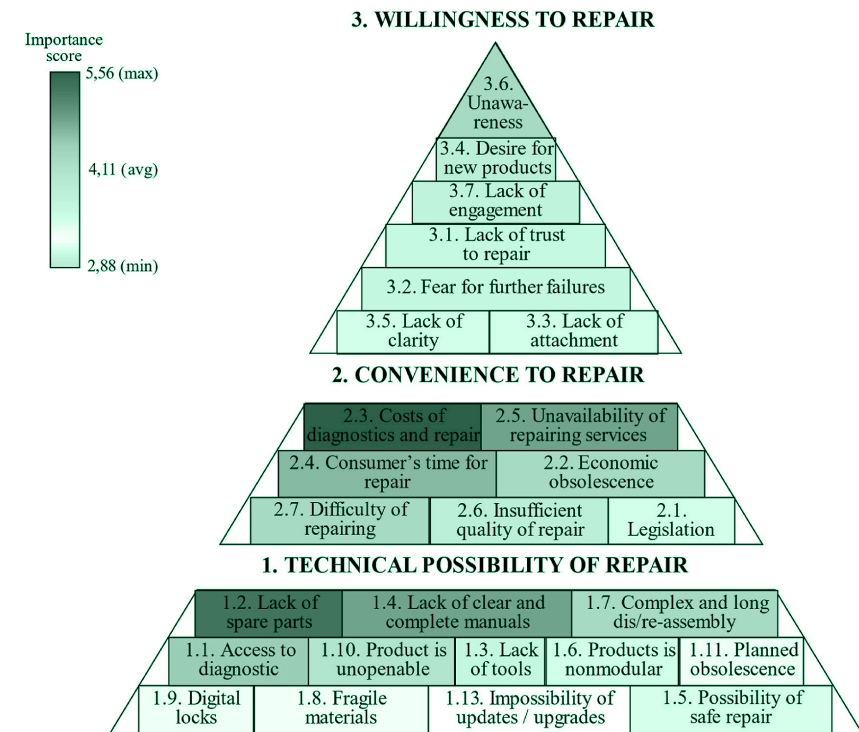 3. WILLINGNESS TO REPAIR
Importance
score
5,56 (max)
4,11 (avg)
2,88 (min)
3.6.
Unawa-
reness
3.4. Desire for
new products
3.7. Lack of
engagement
3.1. Lack of trust
to repair
3.2. Fear for further failures
3.5. Lack of
clarity
3.3. Lack of
attachment
2. CONVENIENCE TO REPAIR
2.3. Costs of
diagnostics and repair
2.5. Unavailability of
repairing services
2.4. Consumer's time for
repair
2.2. Economic
obsolescence
2.7. Difficulty of
repairing
2.6. Insufficient
quality of repair
2.1.
Legislation
1. TECHNICAL POSSIBILITY OF REPAIR
1.2. Lack of
spare parts
1.4. Lack of clear and
complete manuals
1.7. Complex and long
dis/re-assembly
1.1. Access to
diagnostic
1.10. Product is
unopenable
1.3. Lack
of tools
1.6. Products is
nonmodular
1.11. Planned
obsolescence
1.9. Digital
locks
1.8. Fragile
materials
1.13. Impossibility of
updates / upgrades
1.5. Possibility of
safe repair